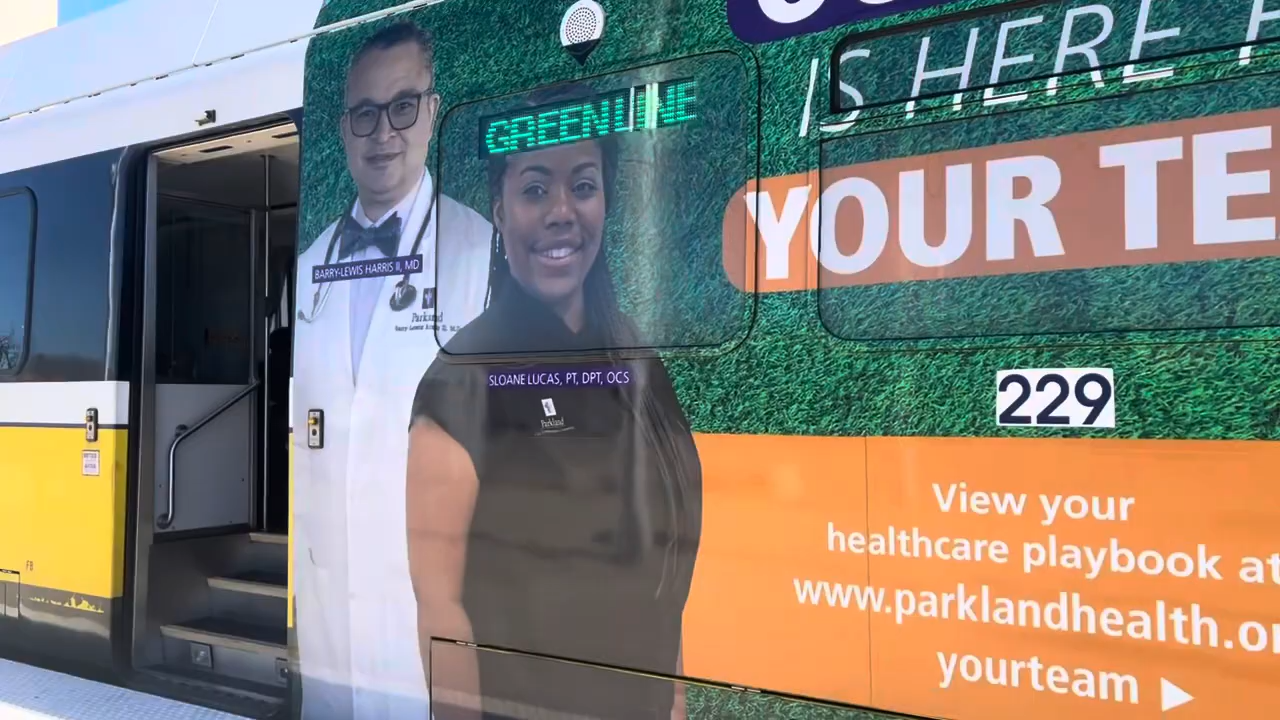 IS HERE
GREEN LINE
YOUR TE
BARRY-LEWIS HARRIS II, MD
Parkland
SLOANE LUCAS, PT, DPT, OCS
Parkland
229
View your
healthcare playbook at
www.parklandhealth.or
yourteam
F8